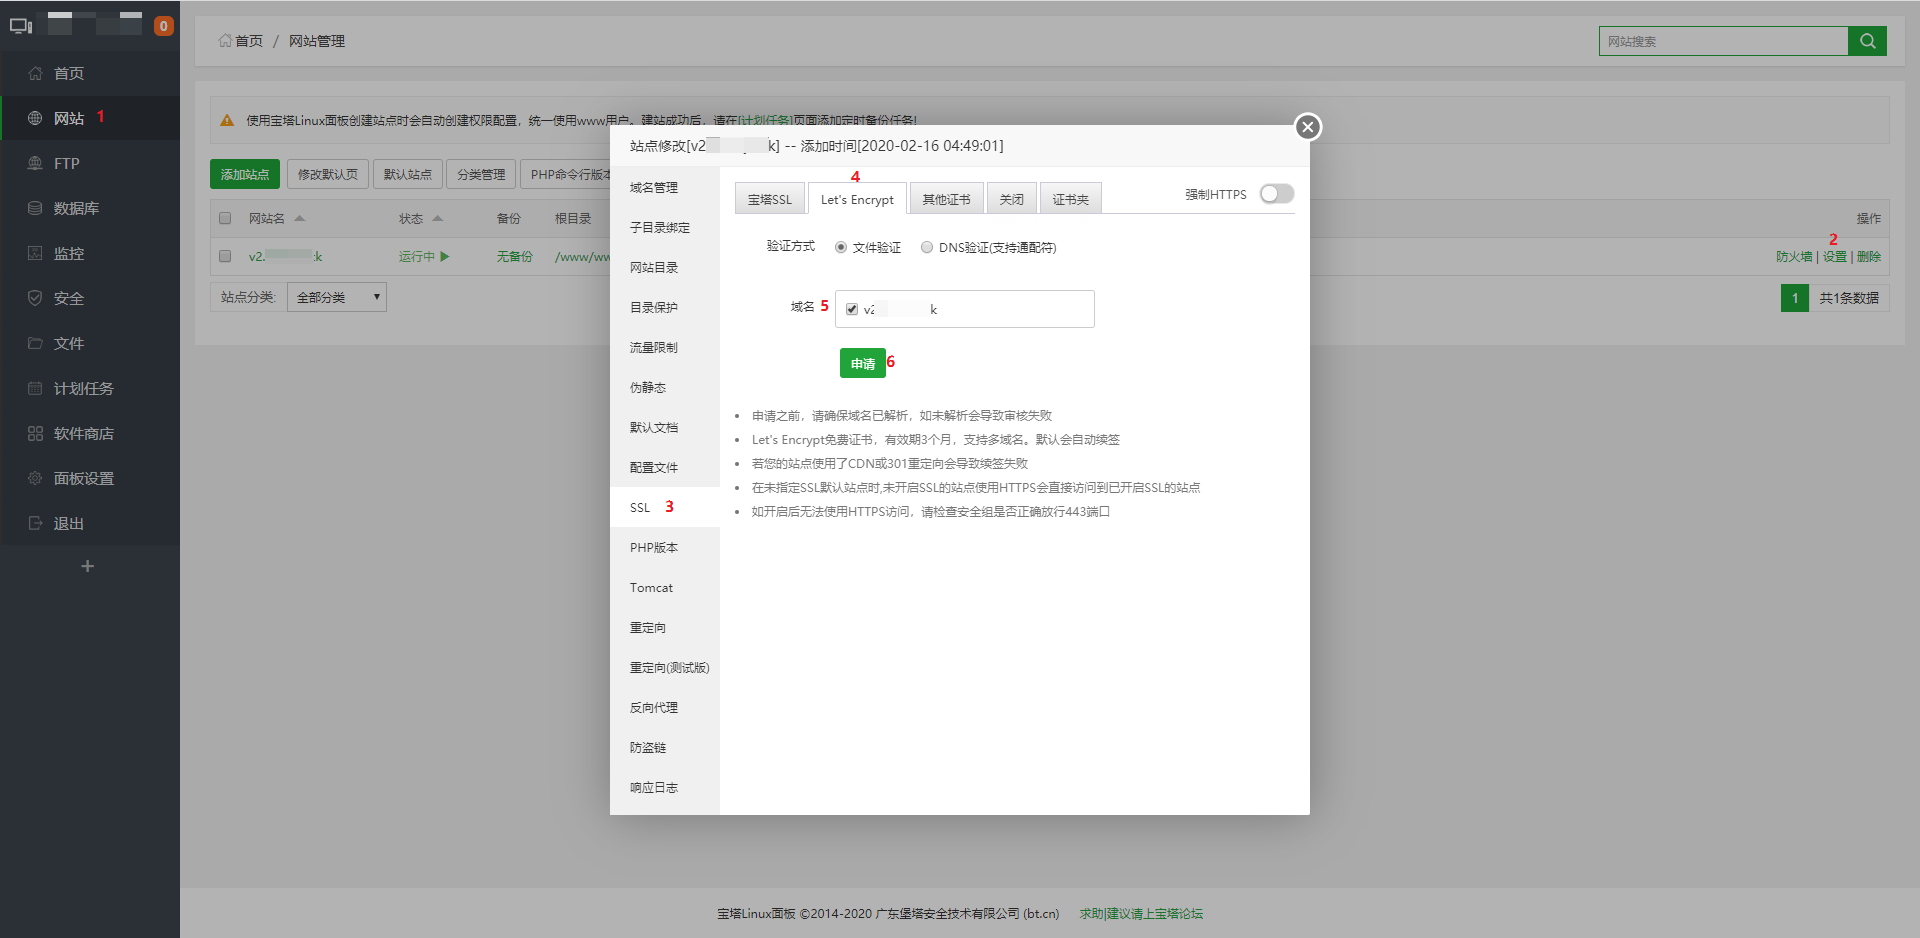 0
首页
网站 1
FTP
数据库
监控
安全
文件
计划任务
软件商店
面板设置
退出
+
首页 / 网站管理
网站搜索
使用宝塔Linux面板创建站点时会自动创建权限配置，统一使用www用户。建站成功后，请在[计划任务]页面添加定时备份任务!
添加站点
修改默认页
默认站点
分类管理
PHP命令行版本
网站名
状态
备份
根目录
操作
v2. k
运行中
无备份
/www/ww
2
防火墙 | 设置 | 删除
站点分类:
全部分类
1
共1条数据
站点修改[v2 k] -- 添加时间[2020-02-16 04:49:01]
域名管理
子目录绑定
网站目录
目录保护
流量限制
伪静态
默认文档
配置文件
SSL 3
PHP版本
Tomcat
重定向
重定向(测试版)
反向代理
防盗链
响应日志
4
宝塔SSL
Let's Encrypt
其他证书
关闭
证书夹
强制HTTPS
验证方式
文件验证
DNS验证(支持通配符)
域名 5
v2 k
申请 6
申请之前，请确保域名已解析，如未解析会导致审核失败
Let's Encrypt免费证书，有效期3个月，支持多域名。默认会自动续签
若您的站点使用了CDN或301重定向会导致续签失败
在未指定SSL默认站点时,未开启SSL的站点使用HTTPS会直接访问到已开启SSL的站点
如开启后无法使用HTTPS访问，请检查安全组是否正确放行443端口
宝塔Linux面板 ©2014-2020 广东堡塔安全技术有限公司 (bt.cn)
求助|建议请上宝塔论坛